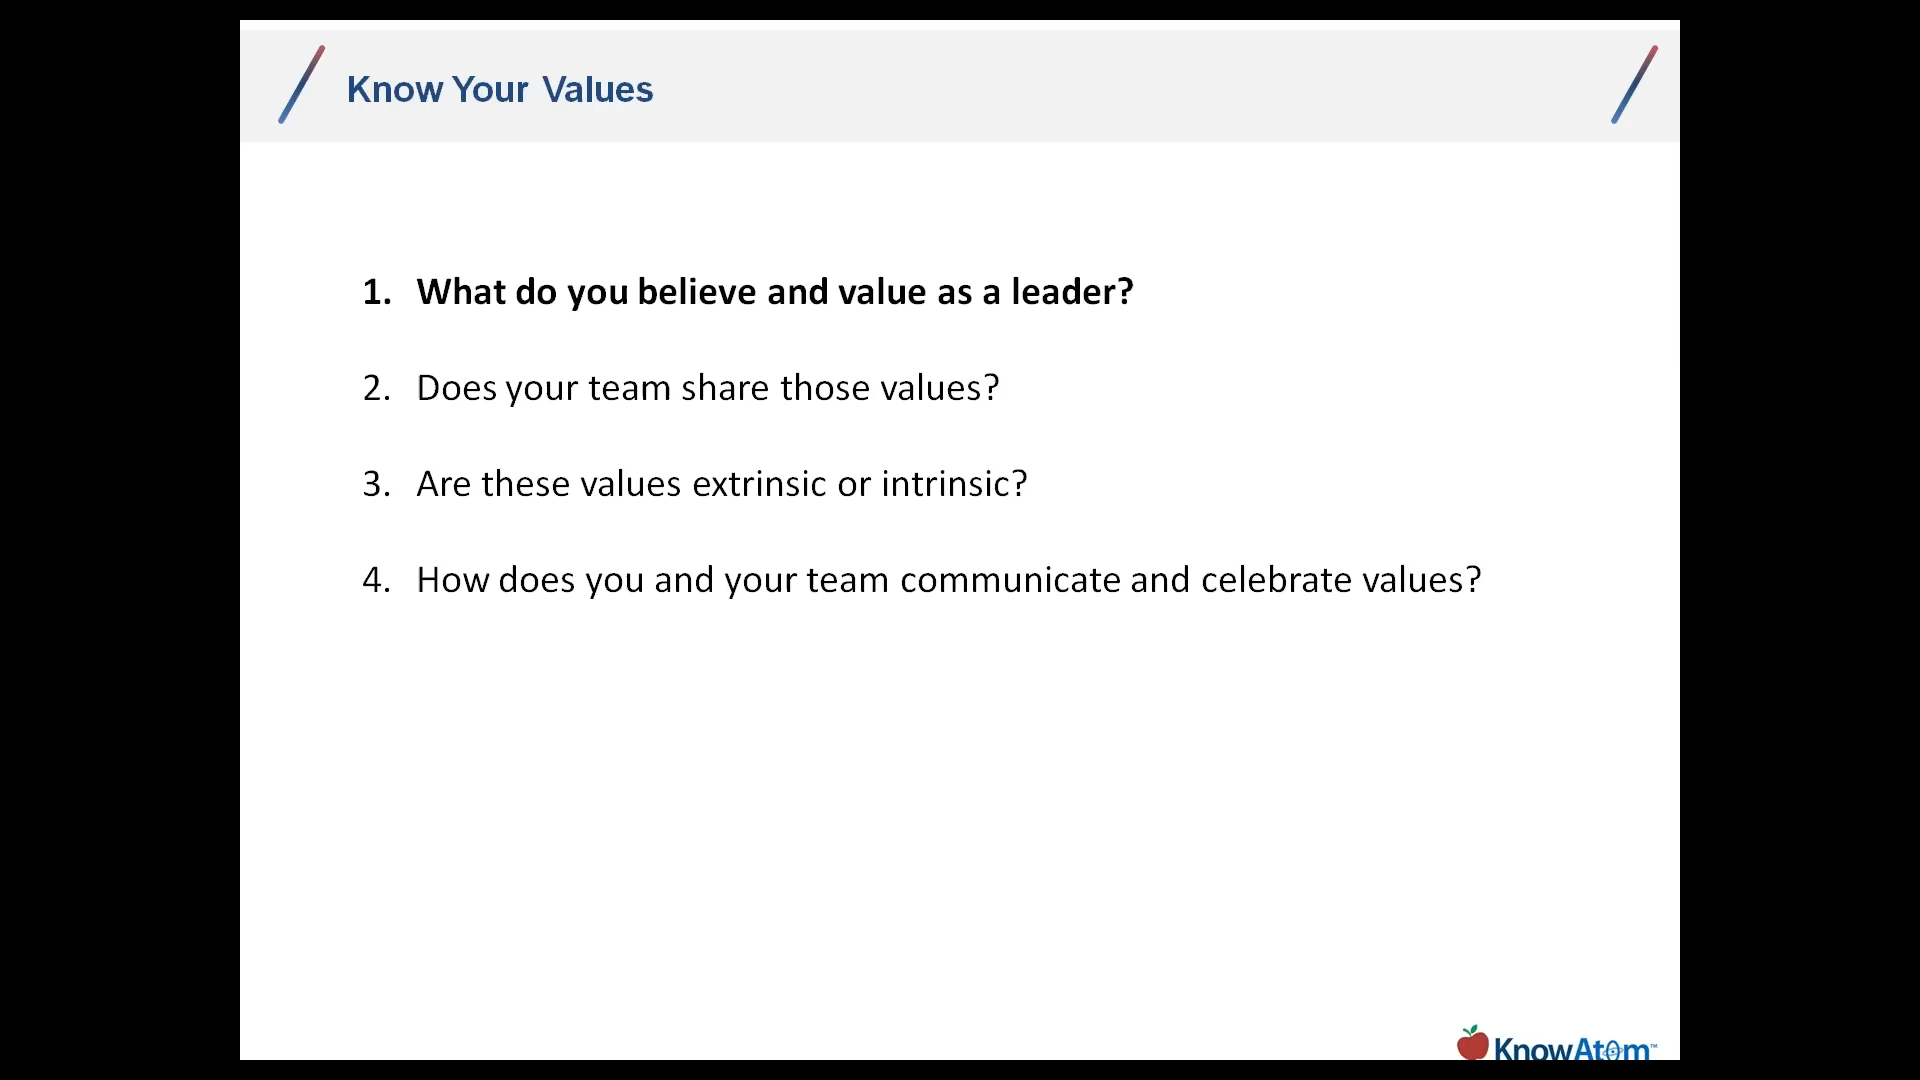 Know Your Values
1. What do you believe and value as a leader?
2. Does your team share those values?
3. Are these values extrinsic or intrinsic?
4. How does you and your team communicate and celebrate values?
KnowAtom™